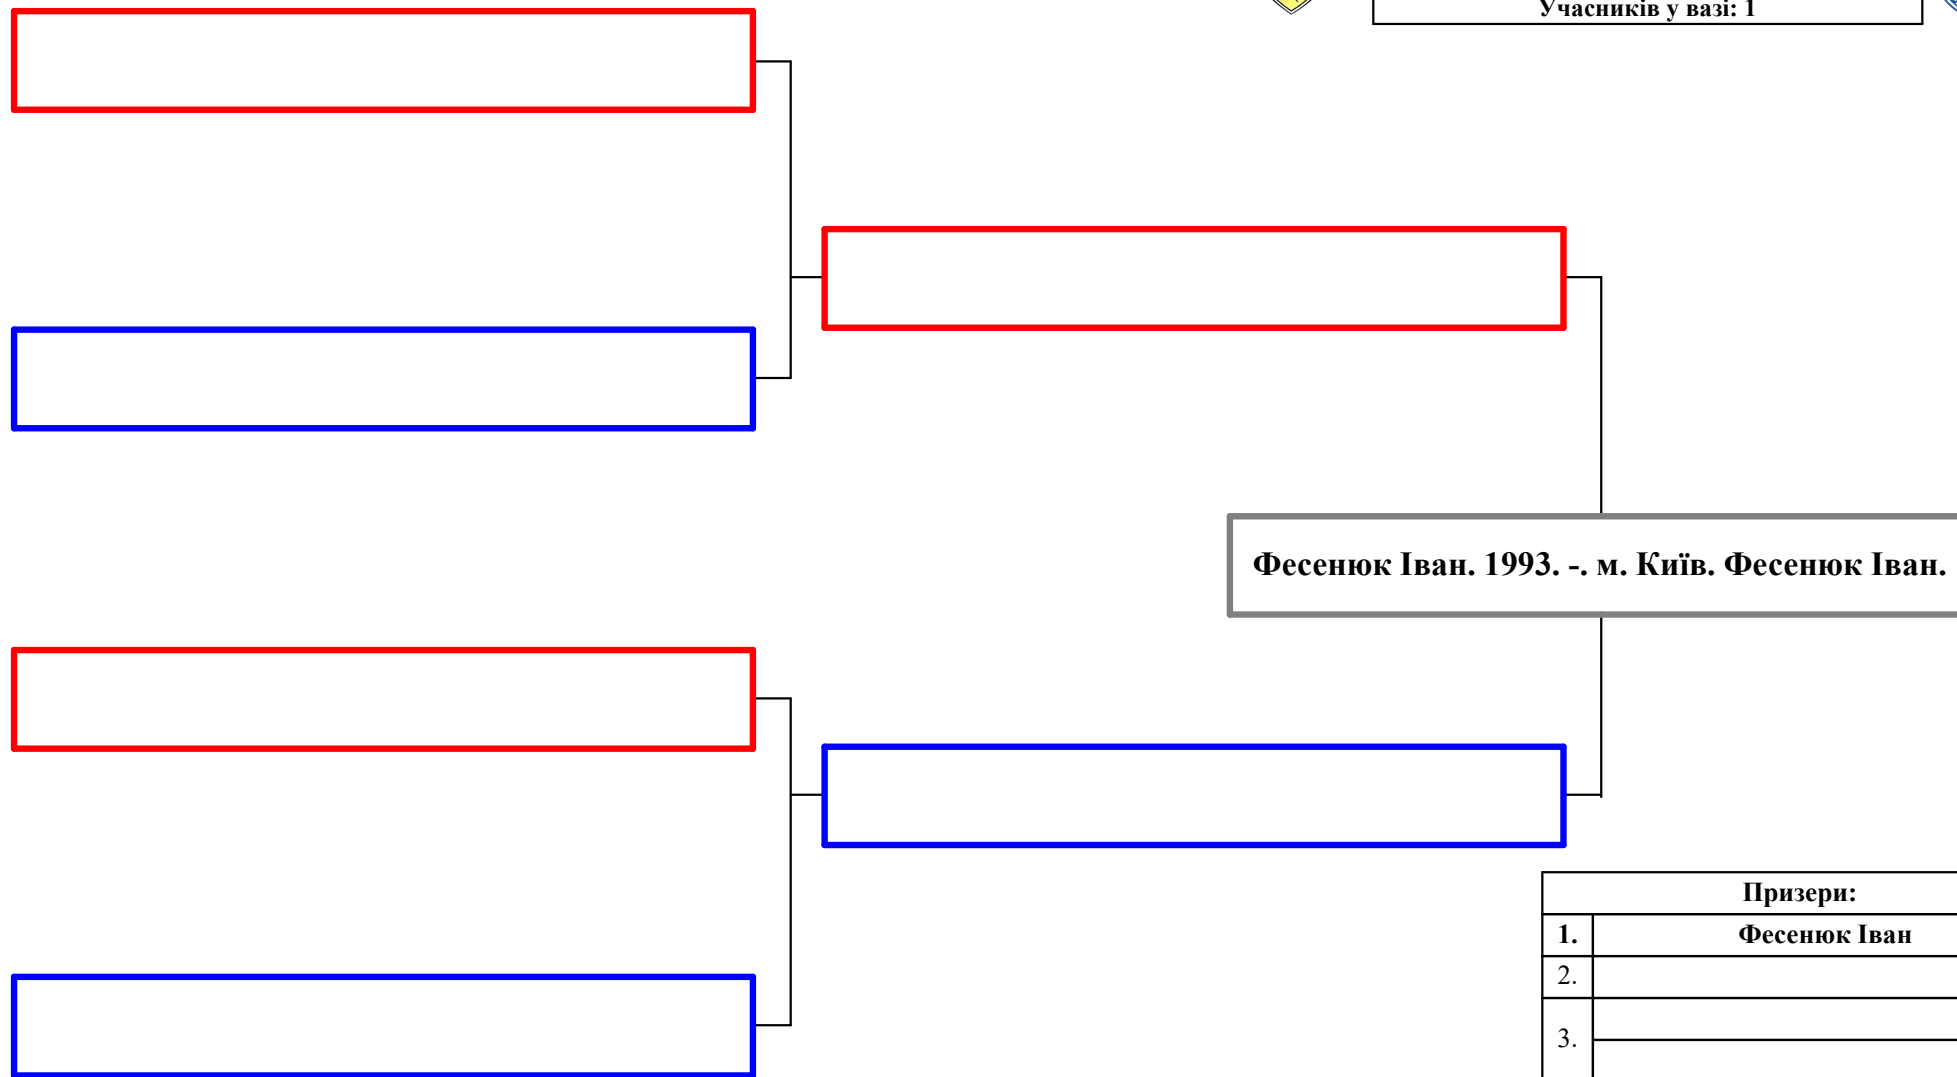 Учасників у вазі: 1
Фесенюк Іван. 1993. -. м. Київ. Фесенюк Іван.
Призери:
1. Фесенюк Іван
2.
3.